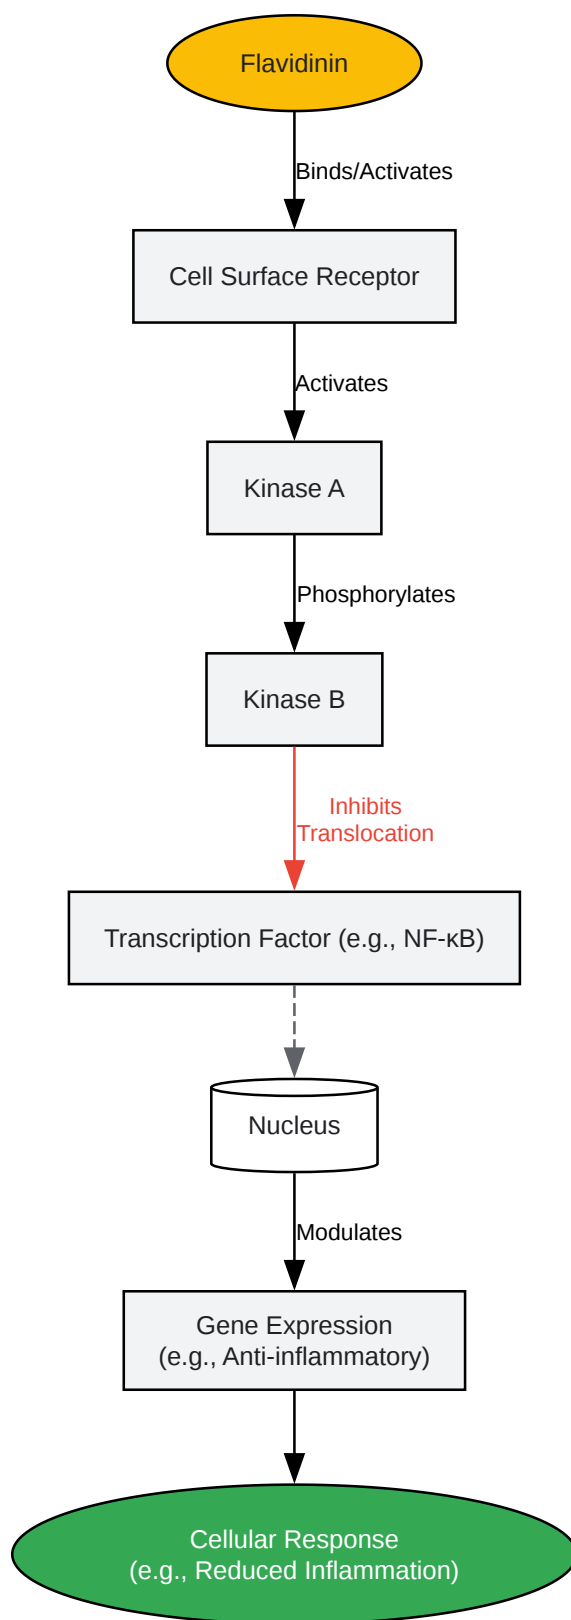 Flavidinin
Binds/Activates
Cell Surface Receptor
Activates
Kinase A
Phosphorylates
Kinase B
Inhibits
Translocation
Transcription Factor (e.g., NF-κB)
Nucleus
Modulates
Gene Expression
(e.g., Anti-inflammatory)
Cellular Response
(e.g., Reduced Inflammation)